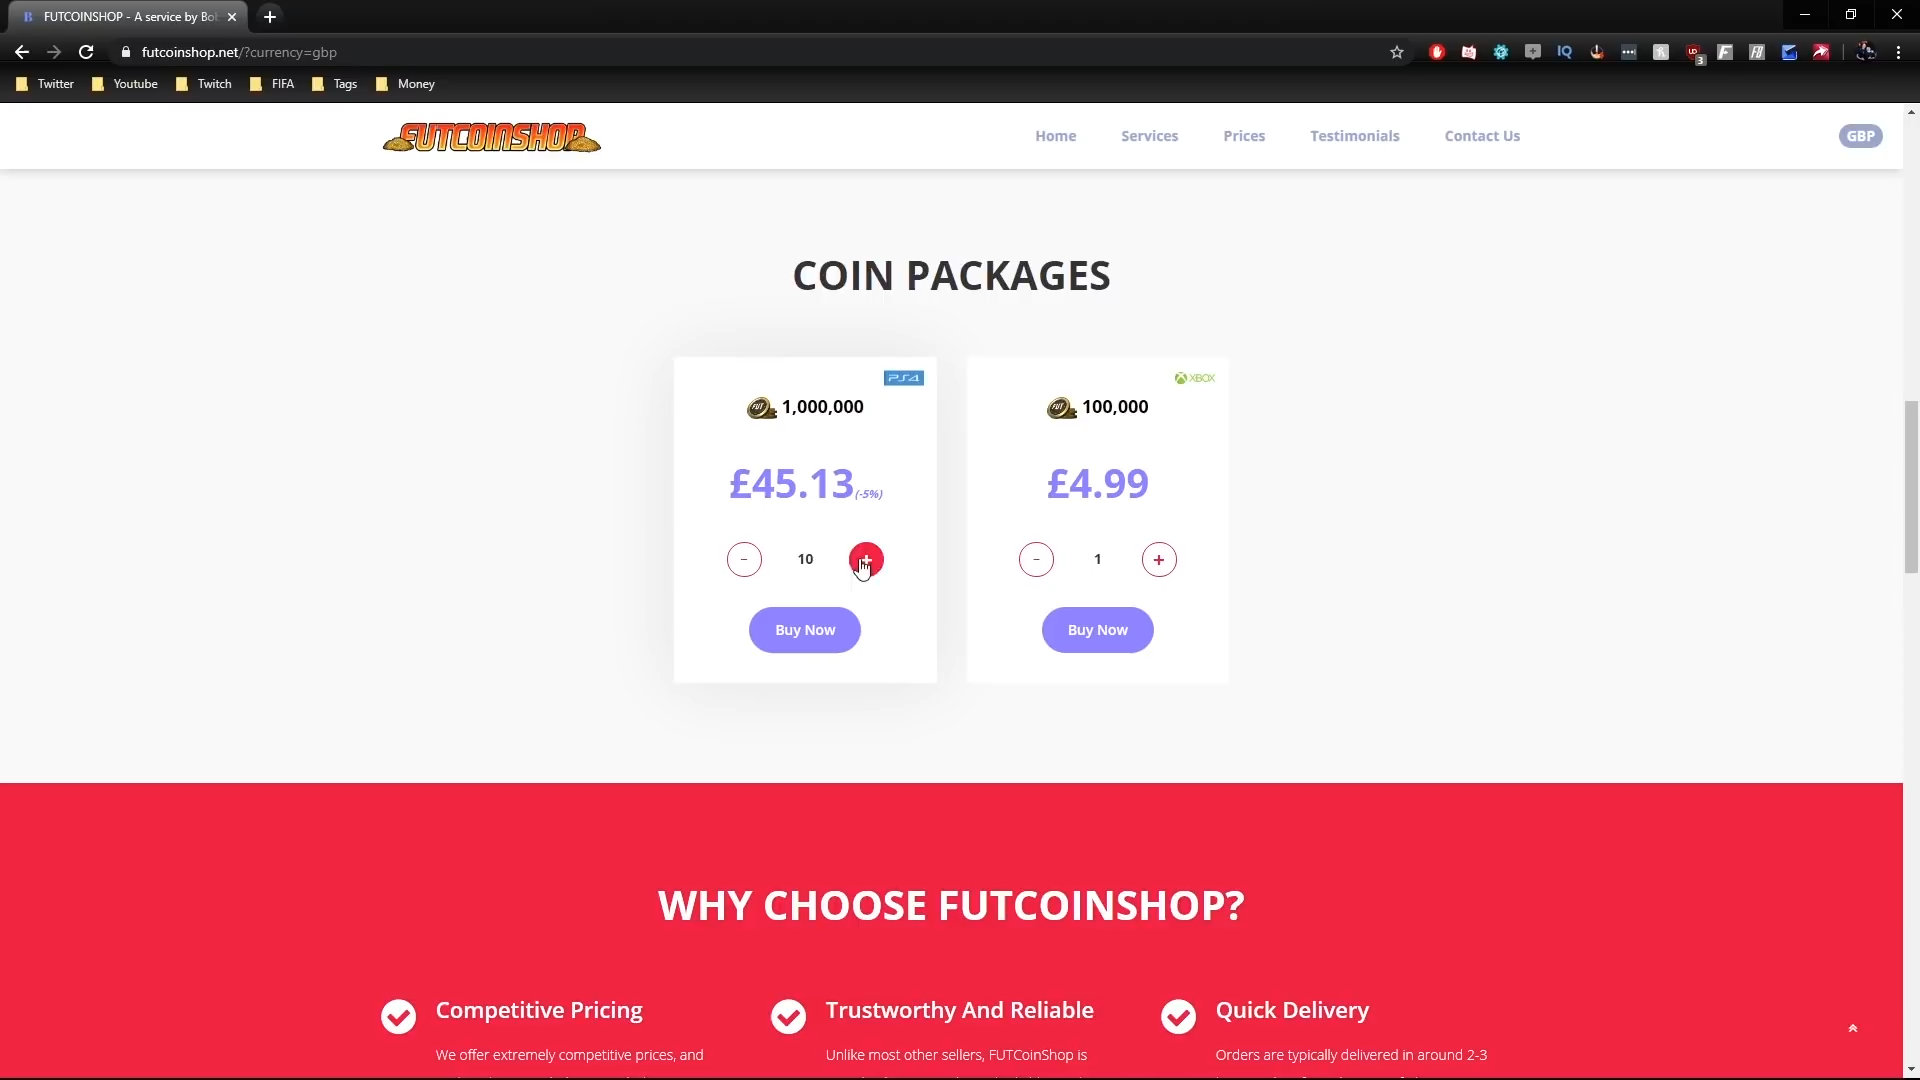 FUTCOINSHOP - A service by Bob
futcoinshop.net/?currency=gbp
Twitter Youtube Twitch FIFA Tags Money
FUTCOINSHOP
Home Services Prices Testimonials Contact Us GBP
COIN PACKAGES
PS4
XBOX
FUT 1,000,000
FUT 100,000
£45.13(-5%)
£4.99
- 10 +
- 1 +
Buy Now
Buy Now
WHY CHOOSE FUTCOINSHOP?
Competitive Pricing
Trustworthy And Reliable
Quick Delivery
We offer extremely competitive prices, and
Unlike most other sellers, FUTCoinShop is
Orders are typically delivered in around 2-3